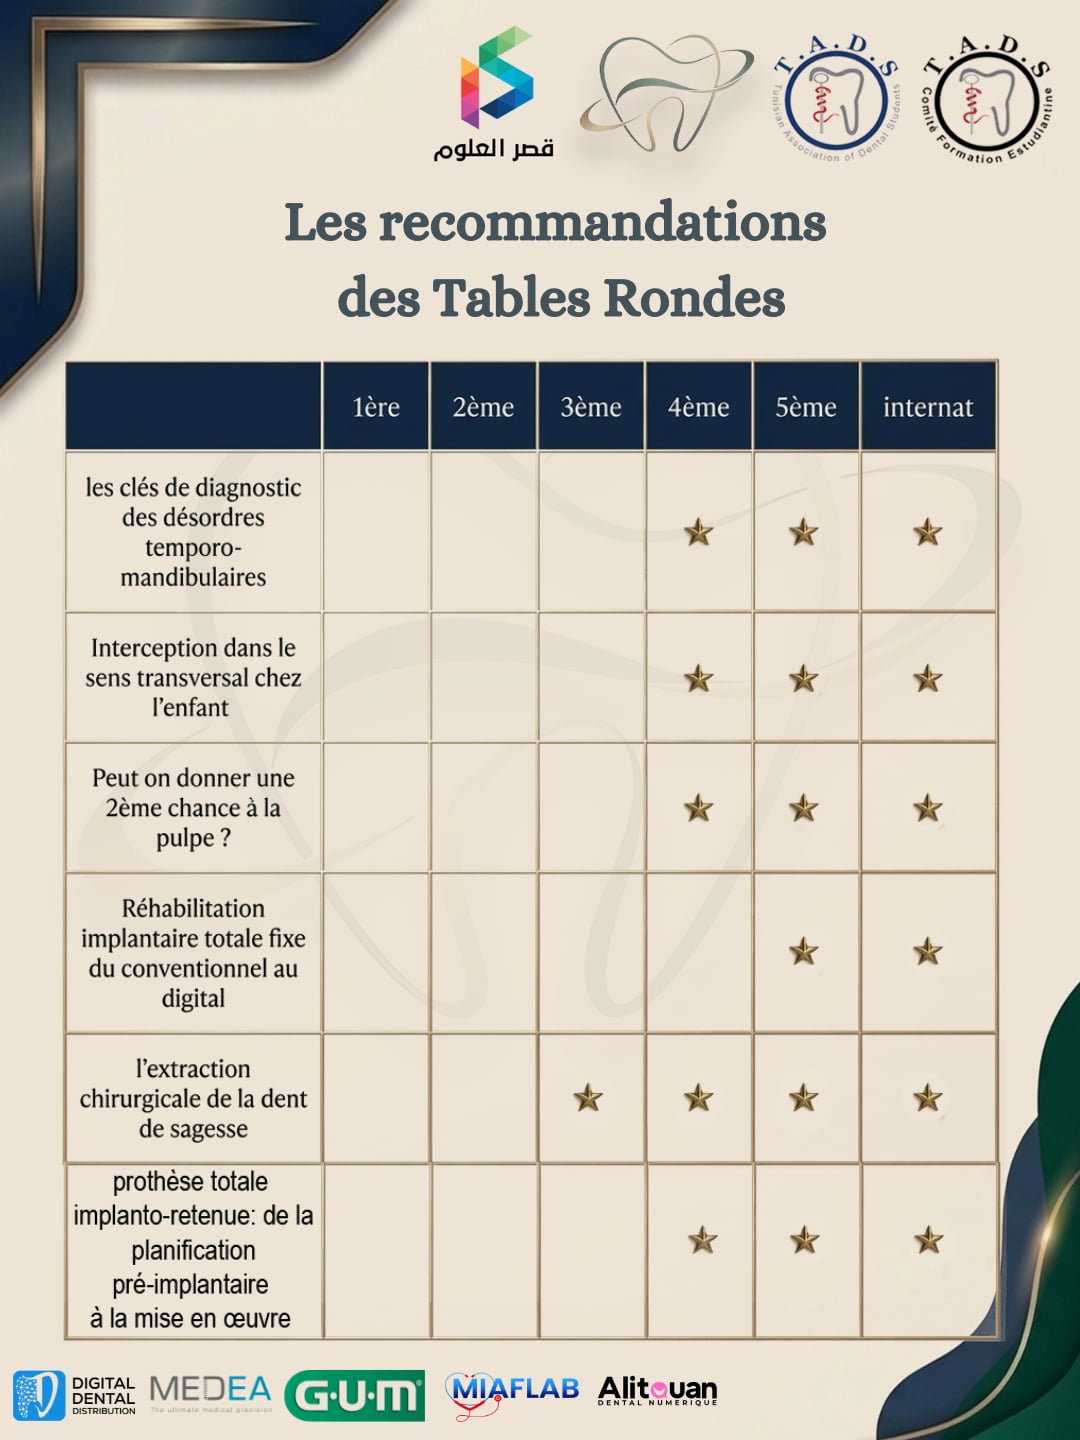 قصر العلوم
T.A.D.S
Tunisian Association of Dental Students
T.A.D.S
Comité Formation Estudiantine
Les recommandations
des Tables Rondes
1ère 2ème 3ème 4ème 5ème internat
les clés de diagnostic
des désordres
temporo-
mandibulaires
Interception dans le
sens transversal chez
l'enfant
Peut on donner une
2ème chance à la
pulpe ?
Réhabilitation
implantaire totale fixe
du conventionnel au
digital
l'extraction
chirurgicale de la dent
de sagesse
prothèse totale
implanto-retenue: de la
planification
pré-implantaire
à la mise en œuvre
DIGITAL
DENTAL
DISTRIBUTION
MEDEA
The ultimate medical precision
G·U·M®
MIAFLAB
Alitouan
DENTAL NUMERIQUE